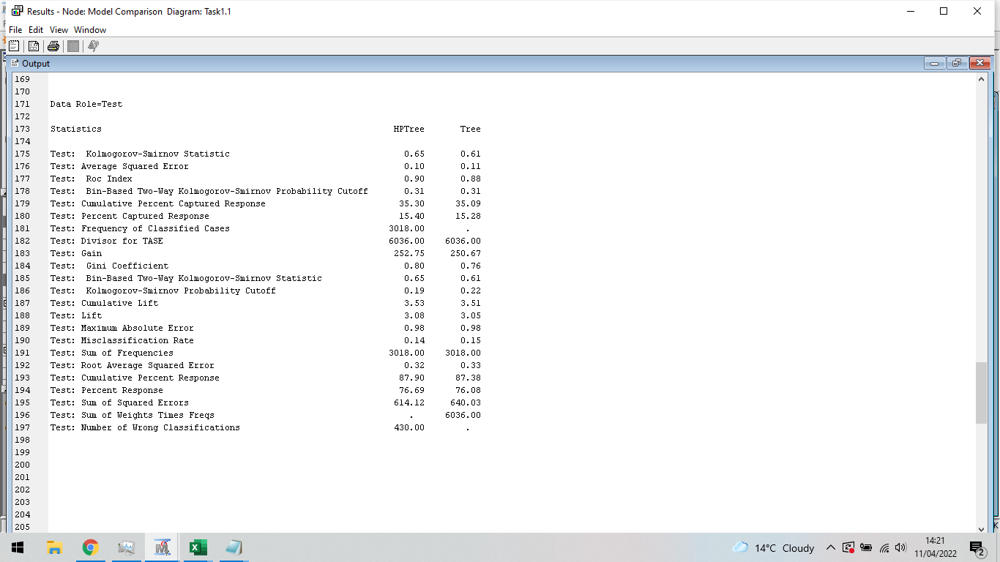 Results - Node: Model Comparison Diagram: Task1.1
File Edit View Window
Output
169
170
171 Data Role=Test
172
173 Statistics HPTree Tree
174
175 Test: Kolmogorov-Smirnov Statistic 0.65 0.61
176 Test: Average Squared Error 0.10 0.11
177 Test: Roc Index 0.90 0.88
178 Test: Bin-Based Two-Way Kolmogorov-Smirnov Probability Cutoff 0.31 0.31
179 Test: Cumulative Percent Captured Response 35.30 35.09
180 Test: Percent Captured Response 15.40 15.28
181 Test: Frequency of Classified Cases 3018.00 .
182 Test: Divisor for TASE 6036.00 6036.00
183 Test: Gain 252.75 250.67
184 Test: Gini Coefficient 0.80 0.76
185 Test: Bin-Based Two-Way Kolmogorov-Smirnov Statistic 0.65 0.61
186 Test: Kolmogorov-Smirnov Probability Cutoff 0.19 0.22
187 Test: Cumulative Lift 3.53 3.51
188 Test: Lift 3.08 3.05
189 Test: Maximum Absolute Error 0.98 0.98
190 Test: Misclassification Rate 0.14 0.15
191 Test: Sum of Frequencies 3018.00 3018.00
192 Test: Root Average Squared Error 0.32 0.33
193 Test: Cumulative Percent Response 87.90 87.38
194 Test: Percent Response 76.69 76.08
195 Test: Sum of Squared Errors 614.12 640.03
196 Test: Sum of Weights Times Freqs . 6036.00
197 Test: Number of Wrong Classifications 430.00 .
198
199
200
201
202
203
204
205
14°C Cloudy
14:21
11/04/2022
2